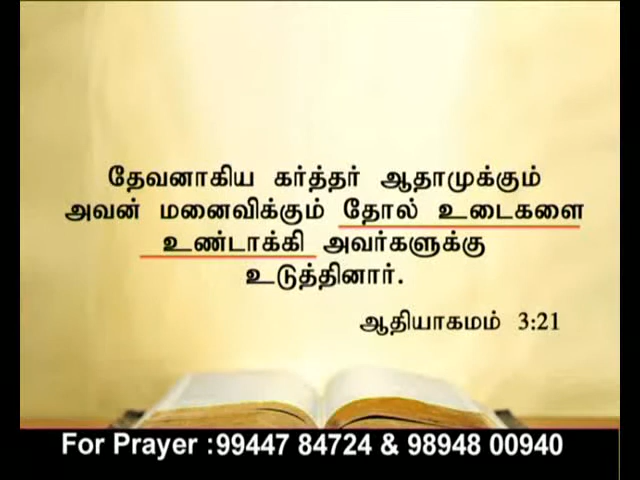 தேவனாகிய கர்த்தர் ஆதாமுக்கும்
அவன் மனைவிக்கும் தோல் உடைகளை
உண்டாக்கி அவர்களுக்கு
உடுத்தினார்.
ஆதியாகமம் 3:21
For Prayer :99447 84724 & 98948 00940